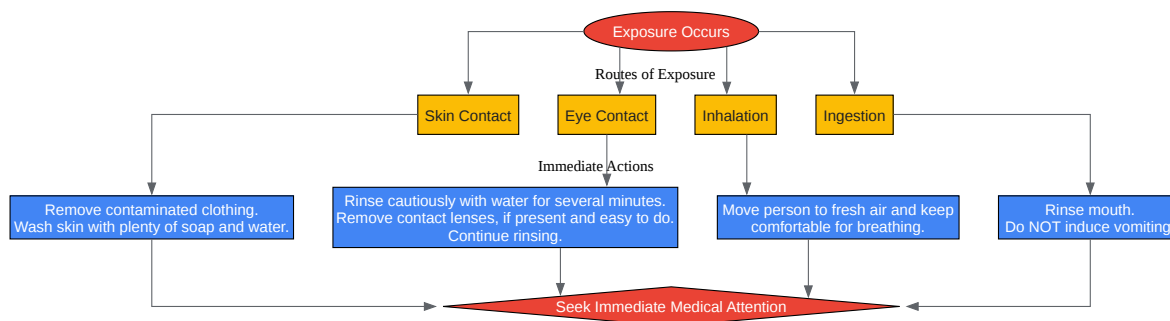 Exposure Occurs
Routes of Exposure
Skin Contact
Eye Contact
Inhalation
Ingestion
Immediate Actions
Remove contaminated clothing.
Wash skin with plenty of soap and water.
Rinse cautiously with water for several minutes.
Remove contact lenses, if present and easy to do.
Continue rinsing.
Move person to fresh air and keep
comfortable for breathing.
Rinse mouth.
Do NOT induce vomiting
Seek Immediate Medical Attention